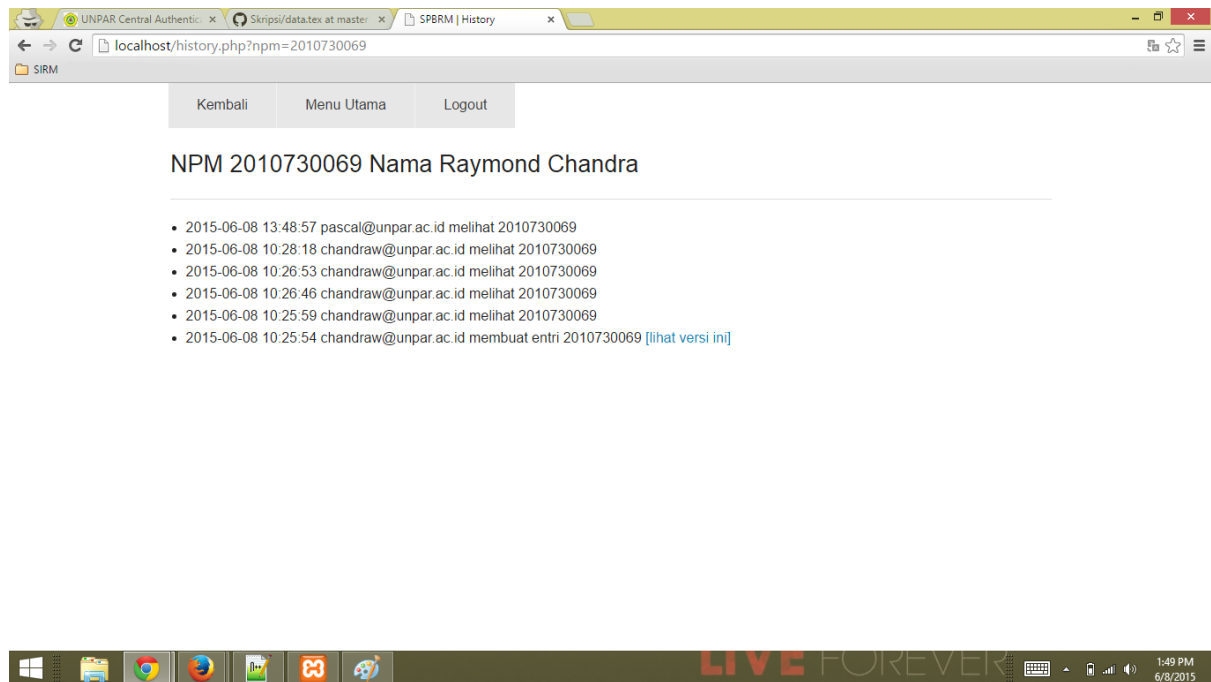 UNPAR Central Authentic
Skripsi/data.tex at master
SPBRM | History
localhost/history.php?npm=2010730069
SIRM
Kembali
Menu Utama
Logout
NPM 2010730069 Nama Raymond Chandra
2015-06-08 13:48:57 pascal@unpar.ac.id melihat 2010730069
2015-06-08 10:28:18 chandraw@unpar.ac.id melihat 2010730069
2015-06-08 10:26:53 chandraw@unpar.ac.id melihat 2010730069
2015-06-08 10:26:46 chandraw@unpar.ac.id melihat 2010730069
2015-06-08 10:25:59 chandraw@unpar.ac.id melihat 2010730069
2015-06-08 10:25:54 chandraw@unpar.ac.id membuat entri 2010730069 [lihat versi ini]
LIVE FOREVER
1:49 PM
6/8/2015